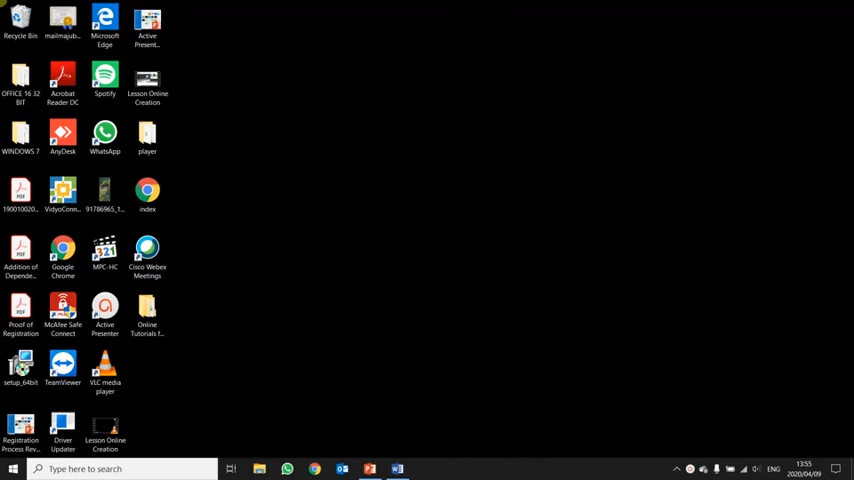 Recycle Bin
mailmajub...
Microsoft
Edge
Active
Present...
OFFICE 16 32
BIT
Acrobat
Reader DC
Spotify
Lesson Online
Creation
WINDOWS 7
AnyDesk
WhatsApp
player
190010020...
VidyoConn...
91786965_1...
index
Addition of
Depende...
Google
Chrome
MPC-HC
Cisco Webex
Meetings
Proof of
Registration
McAfee Safe
Connect
Active
Presenter
Online
Tutorials f...
setup_64bit
TeamViewer
VLC media
player
Registration
Process Rev...
Driver
Updater
Lesson Online
Creation
Type here to search
ENG
13:55
2020/04/09